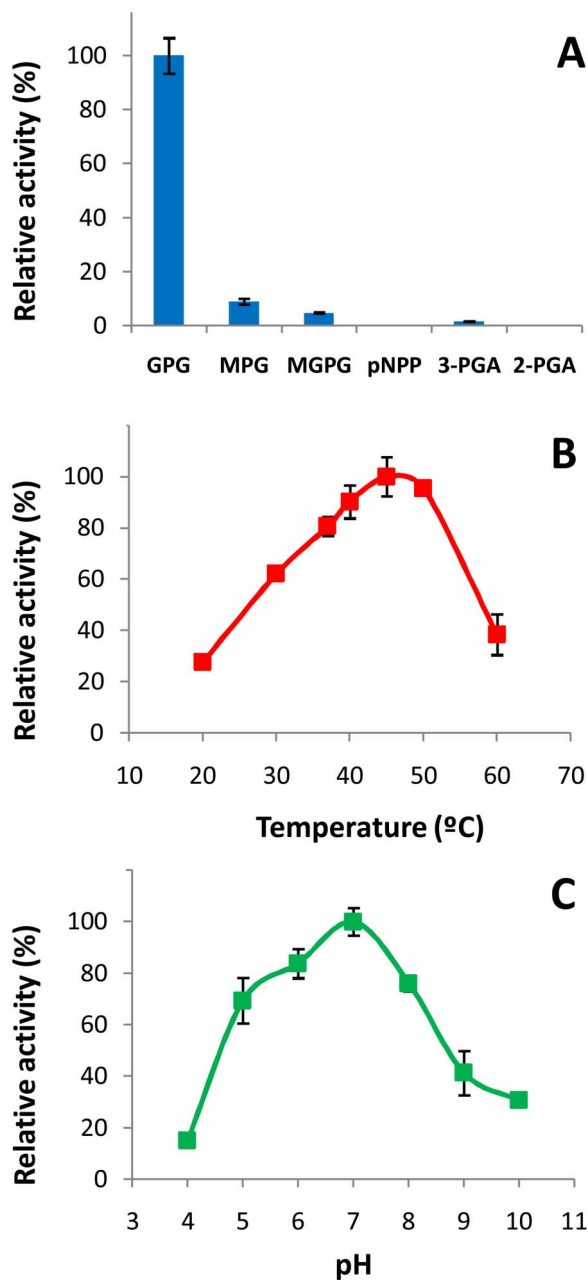 A
Relative activity (%)
100
80
60
40
20
0
GPG MPG MGPG pNPP 3-PGA 2-PGA
B
Relative activity (%)
100
80
60
40
20
0
10 20 30 40 50 60 70
Temperature (ºC)
C
Relative activity (%)
100
80
60
40
20
0
3 4 5 6 7 8 9 10 11
pH